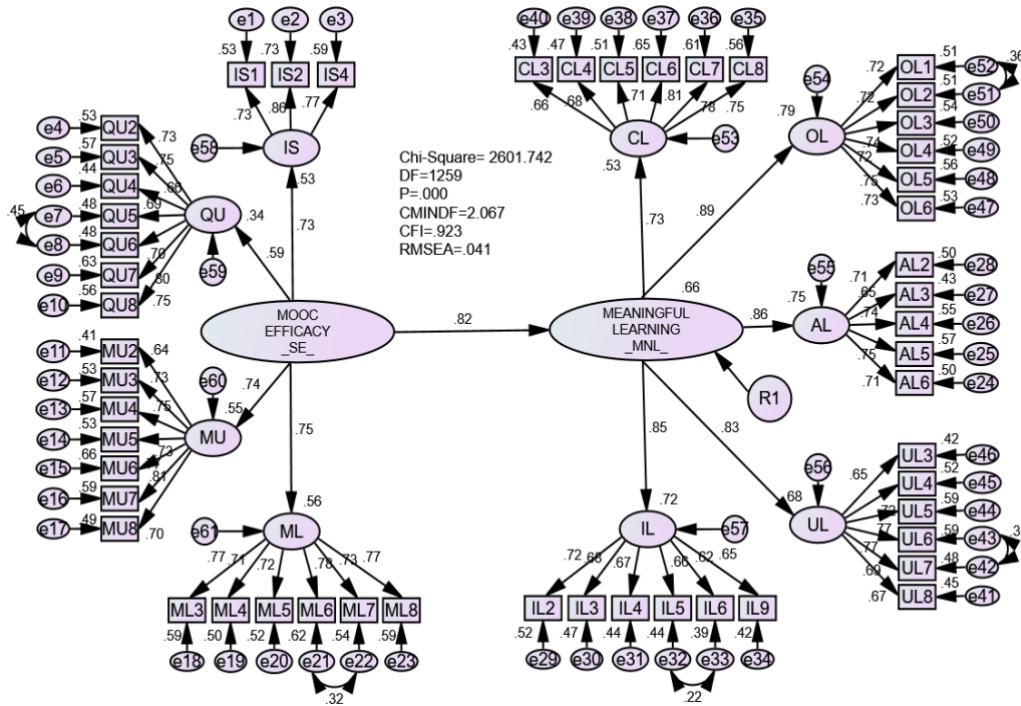 e1 e2 e3
.53 .73 .59
IS1 IS2 IS4
.73 .86 .77
e58 IS
.53
e40 e39 e38 e37 e36 e35
.43 .47 .51 .65 .61 .56
CL3 CL4 CL5 CL6 CL7 CL8
.66 .68 .71 .81 .78 .75
CL e53
.53
e54
.79 OL
.72 OL1 .51 e52 .36
.72 OL2 .51 e51
OL3 .54 e50
.74 OL4 .52 e49
.72 OL5 .56 e48
.75
.73 OL6 .53 e47
e4 .53 QU2 .73
e5 .57 QU3 .75
e6 .44 QU4 .66
.45 e7 .48 QU5 .69
e8 .48 QU6
e9 .63 QU7 .70
e10 .56 QU8 .80
.75
QU .34
e59
Chi-Square= 2601.742
DF=1259
P=.000
CMINDF=2.067
CFI=.923
RMSEA=.041
.59 .73
.73 .89
MOOC
EFFICACY
_SE_
.82
.66
MEANINGFUL
LEARNING
_MNL_
.86
R1
e55
.75 AL
.71 AL2 .50 e28
.65 AL3 .43 e27
.74 AL4 .55 e26
.75 AL5 .57 e25
.71 AL6 .50 e24
e11 .41 MU2 .64
e12 .53 MU3 .73
e13 .57 MU4 .75
e14 .53 MU5
e15 .66 MU6 .73
e16 .59 MU7 .81
e17 .49 MU8 .70
e60
.55 MU
.74
.75
.85 .83
.56
e61 ML
.77 .71 .72 .78 .73 .77
ML3 ML4 ML5 ML6 ML7 ML8
.59 .50 .52 .62 .54 .59
e18 e19 e20 e21 e22 e23
.32
.72
IL e57
.72 .68 .67 .66 .62 .65
IL2 IL3 IL4 IL5 IL6 IL9
.52 .47 .44 .44 .39 .42
e29 e30 e31 e32 e33 e34
.22
e56
.68 UL
.65 UL3 .42 e46
UL4 .52 e45
UL5 .59 e44
.77 UL6 .59 e43
.77 UL7 .48 e42
.69
.67 UL8 .45 e41